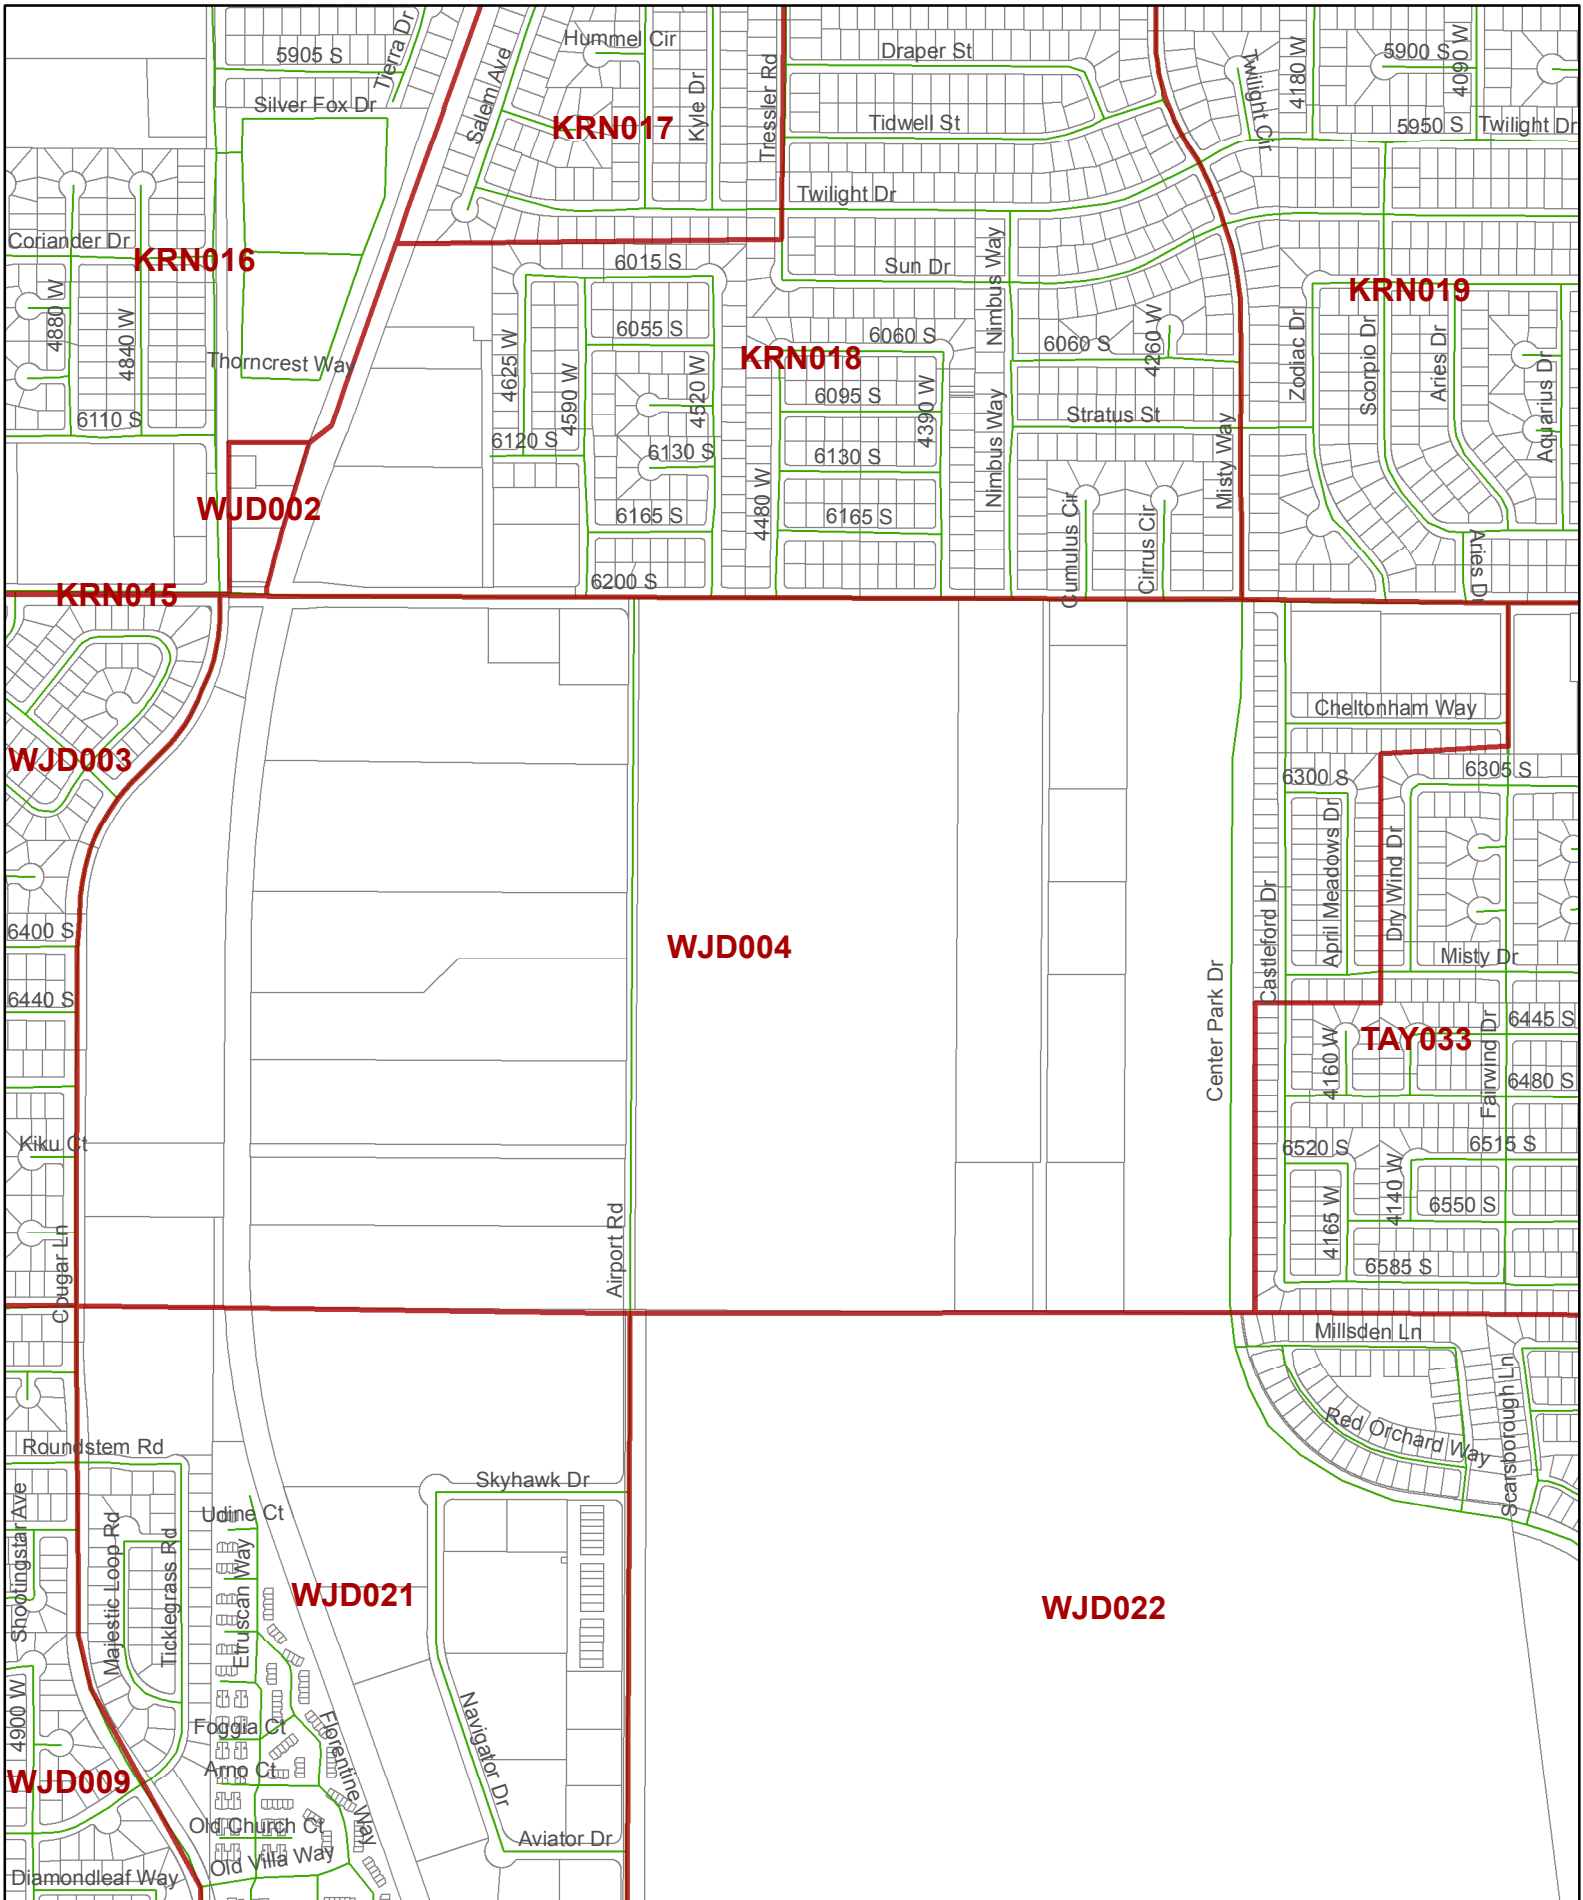 Hummel Cir
Tierra Dr
5905 S
Salem Ave
Kyle Dr
Tressler Rd
Draper St
Twilight Cir
4180 W
5900 S
4090 W
Silver Fox Dr
KRN017
Tidwell St
5950 S
Twilight Dr
Twilight Dr
Coriander Dr
KRN016
6015 S
Sun Dr
Nimbus Way
KRN019
4880 W
4840 W
Thorncrest Way
4625 W
6055 S
6060 S
KRN018
6060 S
4260 W
Zodiac Dr
Scorpio Dr
Aries Dr
Aquarius Dr
4590 W
4520 W
6095 S
4390 W
Nimbus Way
Stratus St
6110 S
6120 S
6130 S
6130 S
Misty Way
WJD002
4480 W
6165 S
6165 S
Cumulus Cir
Cirrus Cir
Aries Dr
KRN015
6200 S
WJD003
Cheltonham Way
6300 S
6305 S
April Meadows Dr
Dry Wind Dr
6400 S
WJD004
Castleford Dr
Misty Dr
6440 S
Center Park Dr
4160 W
TAY033
Fairwind Dr
6445 S
6480 S
Kiku Ct
6520 S
6515 S
4140 W
4165 W
6550 S
Cougar Ln
Airport Rd
6585 S
Millsden Ln
Scarsborough Ln
Red Orchard Way
Roundstem Rd
Skyhawk Dr
Shootingstar Ave
Majestic Loop Rd
Ticklegrass Rd
Udine Ct
Etruscan Way
WJD021
WJD022
4900 W
Foggia Ct
Florentine Way
Navigator Dr
Arno Ct
WJD009
Old Church Ct
Aviator Dr
Old Villa Way
Diamondleaf Way